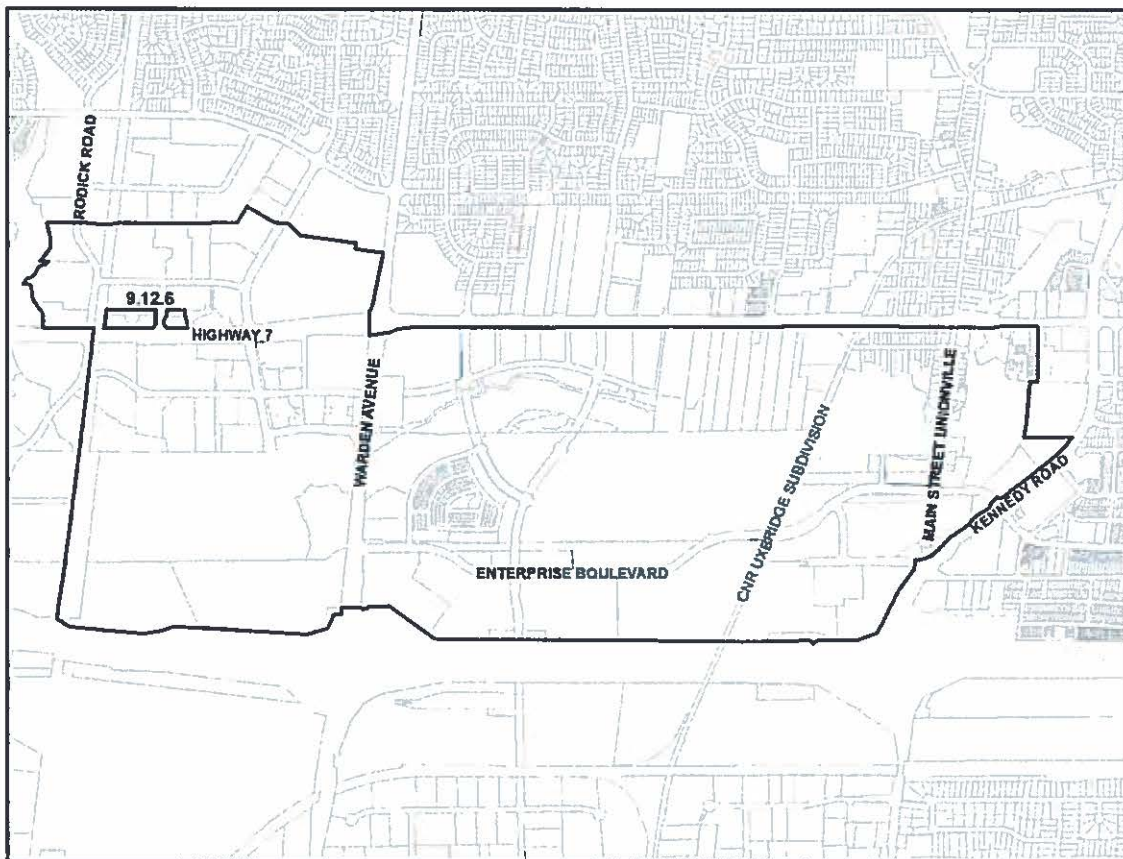 RODICK ROAD
9.12.6
HIGHWAY 7
WARDEN AVENUE
MAIN STREET UNIONVILLE
CNR UXBRIDGE SUBDIVISION
KENNEDY ROAD
ENTERPRISE BOULEVARD